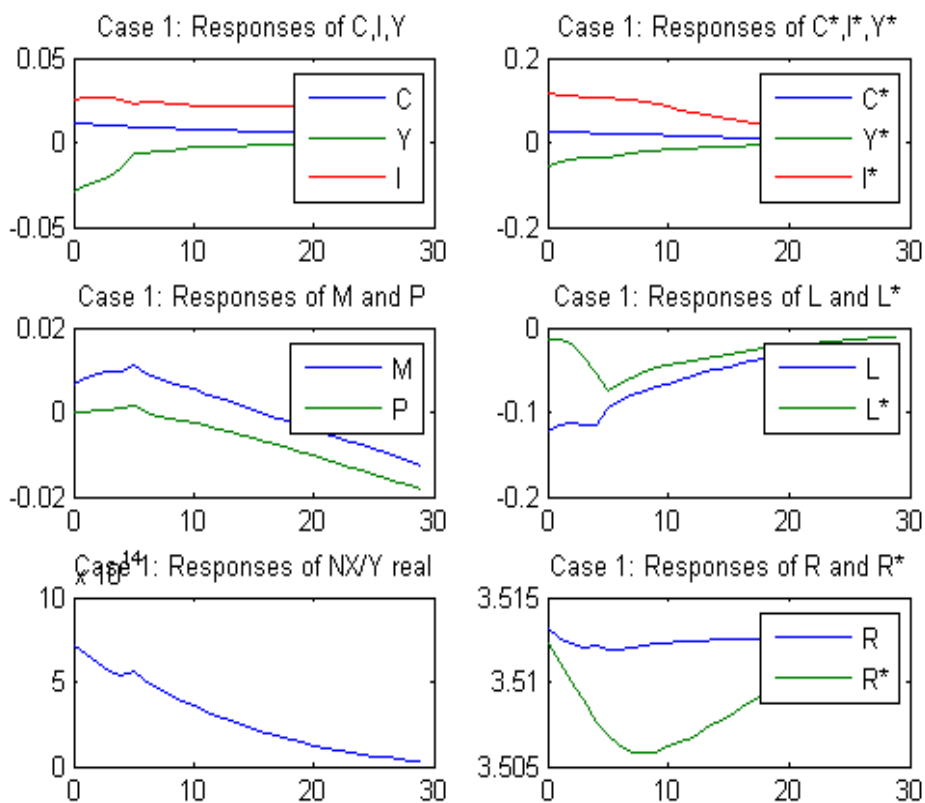 Case 1: Responses of C,I,Y
0.05
0
-0.05
0
10
20
30
C
Y
I
Case 1: Responses of C*,I*,Y*
0.2
0
-0.2
0
10
20
30
C*
Y*
I*
Case 1: Responses of M and P
0.02
0
-0.02
0
10
20
30
M
P
Case 1: Responses of L and L*
0
-0.1
-0.2
0
10
20
30
L
L*
Case 1: Responses of NX/Y real
x 10^14
10
5
0
0
10
20
30
Case 1: Responses of R and R*
3.515
3.51
3.505
0
10
20
30
R
R*